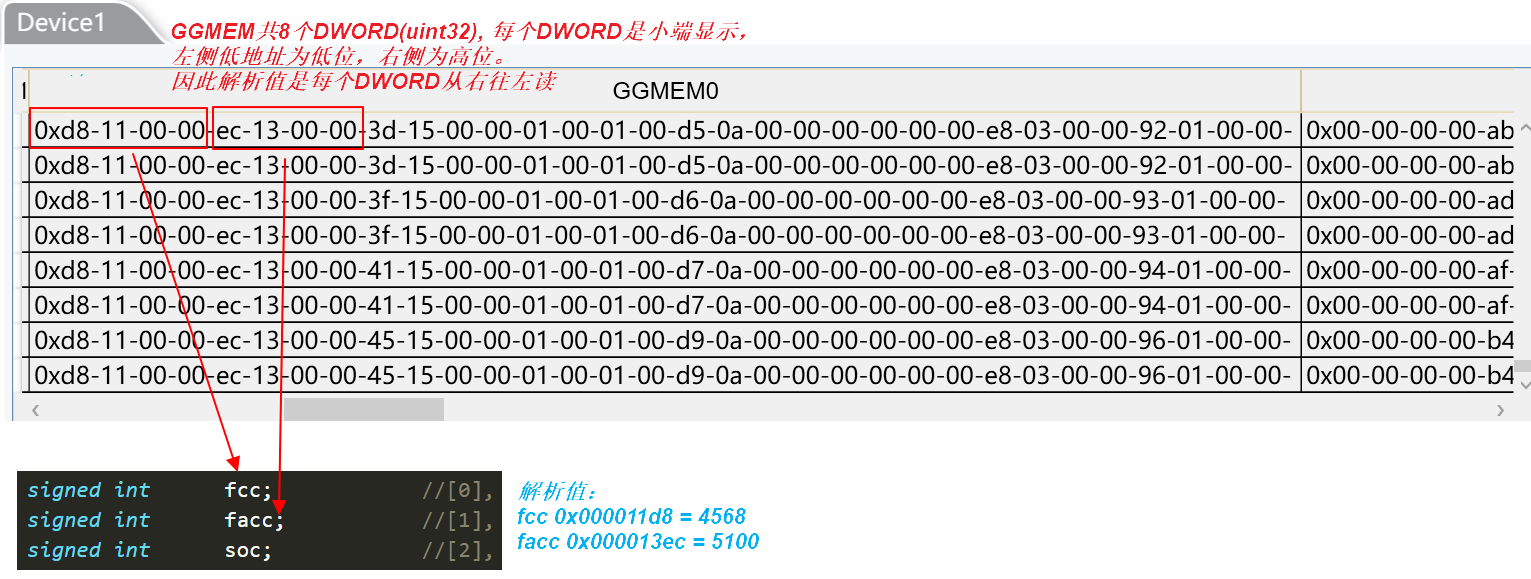 Device1
GGMEM共8个DWORD(uint32), 每个DWORD是小端显示，
左侧低地址为低位，右侧为高位。
因此解析值是每个DWORD从右往左读
GGMEM0
0xd8-11-00-00-ec-13-00-00-3d-15-00-00-01-00-01-00-d5-0a-00-00-00-00-00-00-e8-03-00-00-92-01-00-00- 0x00-00-00-00-ab
0xd8-11-00-00-ec-13-00-00-3d-15-00-00-01-00-01-00-d5-0a-00-00-00-00-00-00-e8-03-00-00-92-01-00-00- 0x00-00-00-00-ab
0xd8-11-00-00-ec-13-00-00-3f-15-00-00-01-00-01-00-d6-0a-00-00-00-00-00-00-e8-03-00-00-93-01-00-00- 0x00-00-00-00-ad
0xd8-11-00-00-ec-13-00-00-3f-15-00-00-01-00-01-00-d6-0a-00-00-00-00-00-00-e8-03-00-00-93-01-00-00- 0x00-00-00-00-ad
0xd8-11-00-00-ec-13-00-00-41-15-00-00-01-00-01-00-d7-0a-00-00-00-00-00-00-e8-03-00-00-94-01-00-00- 0x00-00-00-00-af-
0xd8-11-00-00-ec-13-00-00-41-15-00-00-01-00-01-00-d7-0a-00-00-00-00-00-00-e8-03-00-00-94-01-00-00- 0x00-00-00-00-af-
0xd8-11-00-00-ec-13-00-00-45-15-00-00-01-00-01-00-d9-0a-00-00-00-00-00-00-e8-03-00-00-96-01-00-00- 0x00-00-00-00-b4
0xd8-11-00-00-ec-13-00-00-45-15-00-00-01-00-01-00-d9-0a-00-00-00-00-00-00-e8-03-00-00-96-01-00-00- 0x00-00-00-00-b4
signed int fcc; //[0],
signed int facc; //[1],
signed int soc; //[2],
解析值：
fcc 0x000011d8 = 4568
facc 0x000013ec = 5100